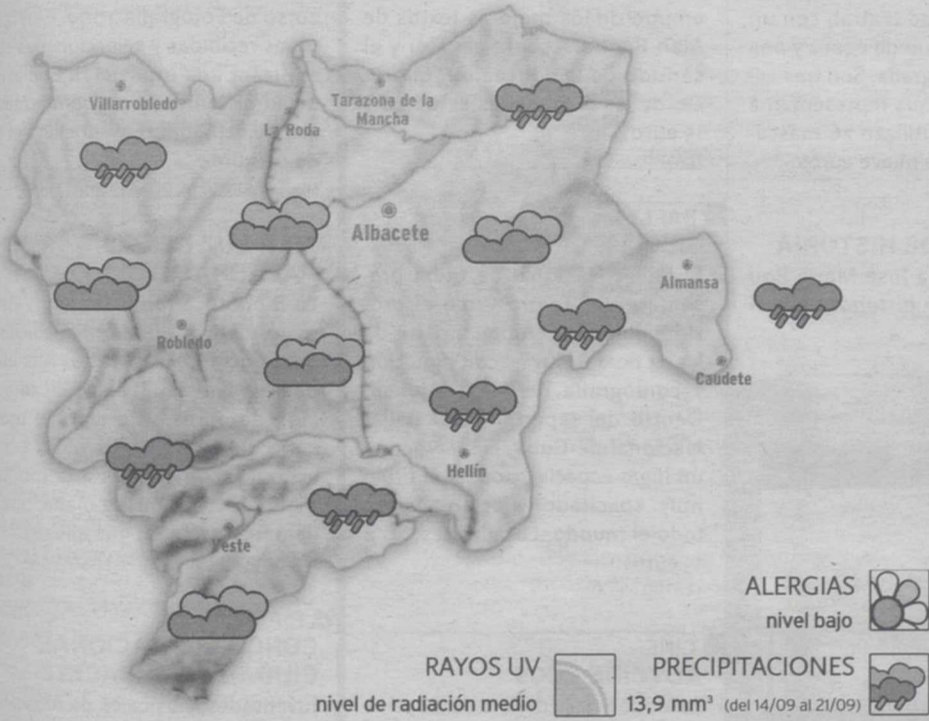 Villarrobledo
Tarazona de la
Mancha
La Roda
Albacete
Almansa
Robledo
Caudete
Hellín
Yeste
ALERGIAS
nivel bajo
RAYOS UV
nivel de radiación medio
PRECIPITACIONES
13,9 mm³ (del 14/09 al 21/09)